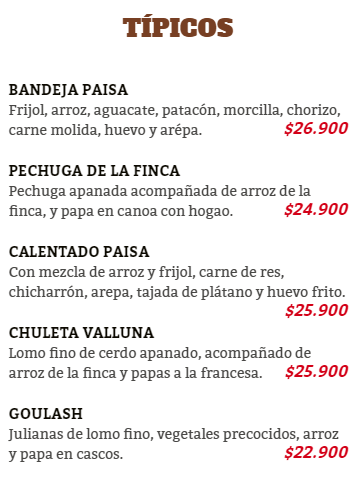 TÍPICOS
BANDEJA PAISA
Frijol, arroz, aguacate, patacón, morcilla, chorizo,
carne molida, huevo y arépa. $26.900
PECHUGA DE LA FINCA
Pechuga apanada acompañada de arroz de la
finca, y papa en canoa con hogao. $24.900
CALENTADO PAISA
Con mezcla de arroz y frijol, carne de res,
chicharrón, arepa, tajada de plátano y huevo frito.
$25.900
CHULETA VALLUNA
Lomo fino de cerdo apanado, acompañado de
arroz de la finca y papas a la francesa. $25.900
GOULASH
Julianas de lomo fino, vegetales precocidos, arroz
y papa en cascos. $22.900